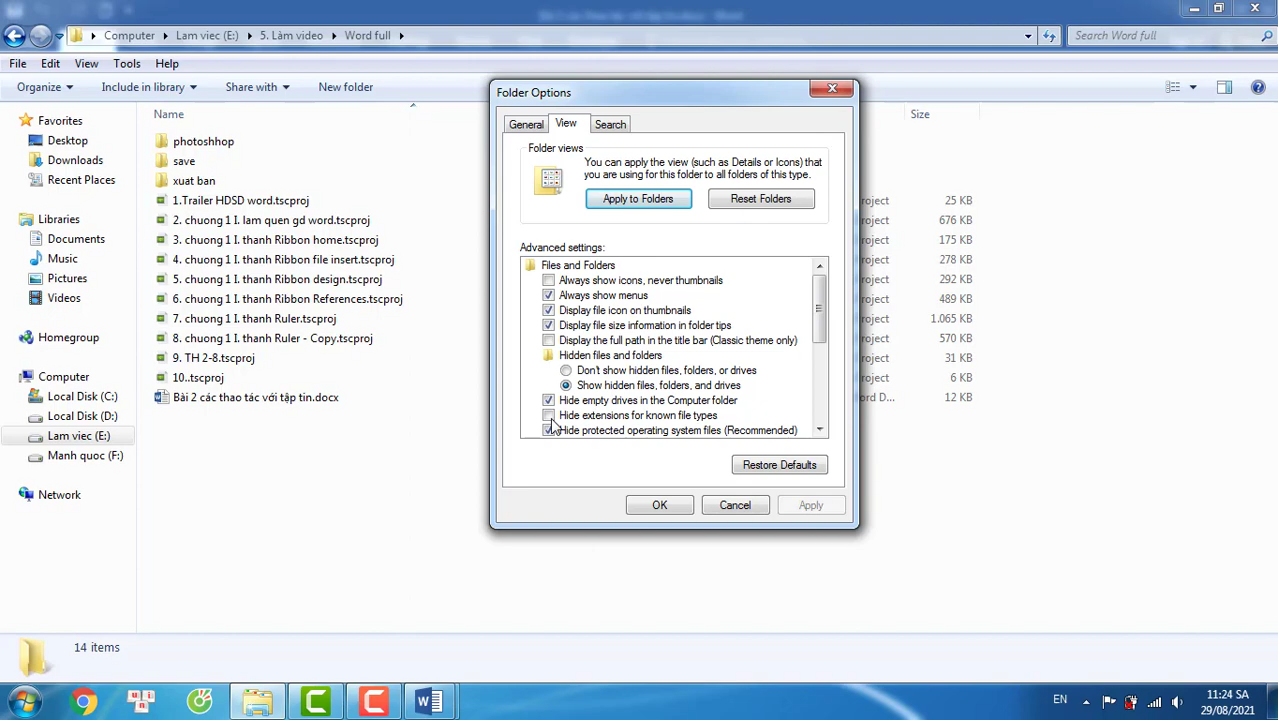 Computer Lam viec (E:) 5. Làm video Word full Search Word full
File Edit View Tools Help
Organize Include in library Share with New folder
Favorites
Desktop
Downloads
Recent Places
Libraries
Documents
Music
Pictures
Videos
Homegroup
Computer
Local Disk (C:)
Local Disk (D:)
Lam viec (E:)
Manh quoc (F:)
Network
Name Size
photoshhop
save
xuat ban
1.Trailer HDSD word.tscproj roject 25 KB
2. chuong 1 I. lam quen gd word.tscproj roject 676 KB
3. chuong 1 I. thanh Ribbon home.tscproj roject 175 KB
4. chuong 1 I. thanh Ribbon file insert.tscproj roject 278 KB
5. chuong 1 I. thanh Ribbon design.tscproj roject 292 KB
6. chuong 1 I. thanh Ribbon References.tscproj roject 489 KB
7. chuong 1 I. thanh Ruler.tscproj roject 1.065 KB
8. chuong 1 I. thanh Ruler - Copy.tscproj roject 570 KB
9. TH 2-8.tscproj roject 31 KB
10..tscproj roject 6 KB
Bài 2 các thao tác với tập tin.docx ord D... 0 KB
Folder Options
General View Search
Folder views
You can apply the view (such as Details or Icons) that
you are using for this folder to all folders of this type.
Apply to Folders Reset Folders
Advanced settings:
Files and Folders
Always show icons, never thumbnails
Always show menus
Display file icon on thumbnails
Display file size information in folder tips
Display the full path in the title bar (Classic theme only)
Hidden files and folders
Don't show hidden files, folders, or drives
Show hidden files, folders, and drives
Hide empty drives in the Computer folder
Hide extensions for known file types
Hide protected operating system files (Recommended)
Restore Defaults
OK Cancel Apply
14 items
EN 11:24 SA
29/08/2021